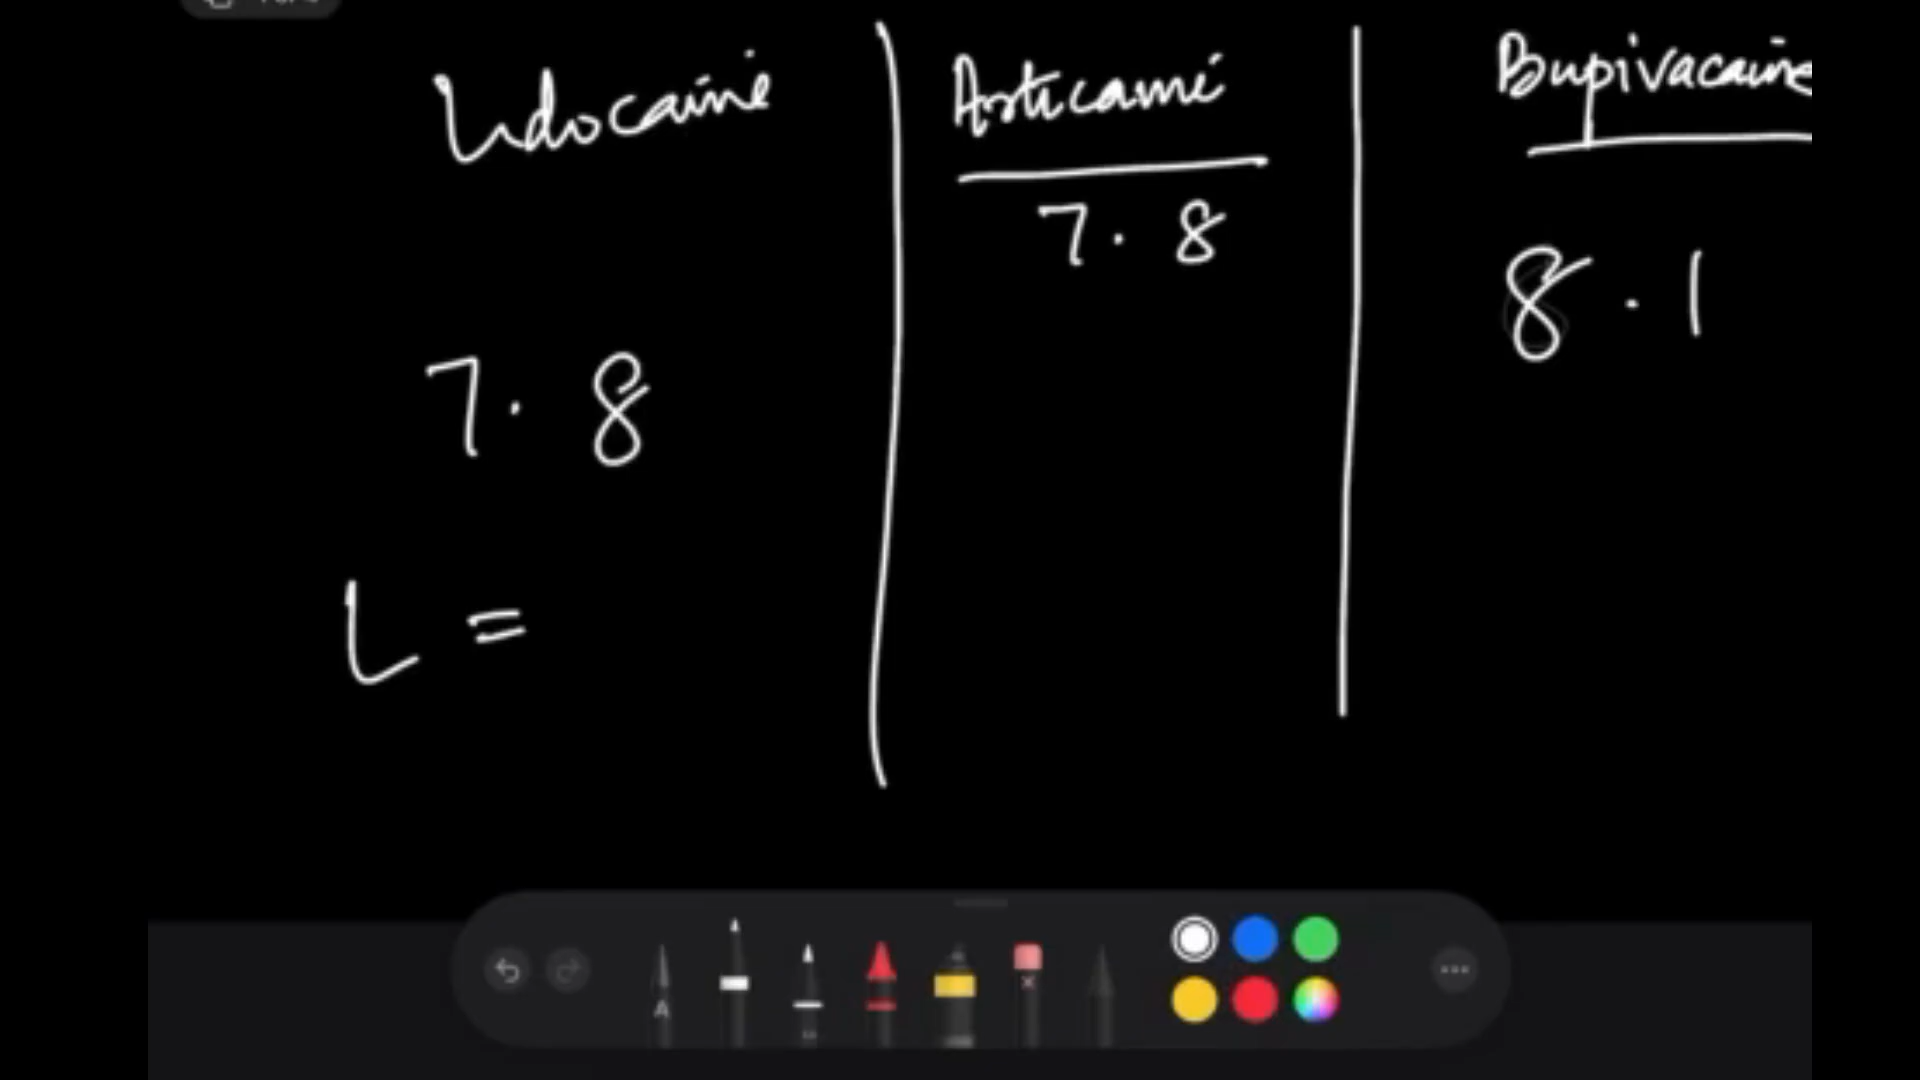 Lidocaine
Articaine
Bupivacaine
7.8
8.1
7.8
L =
A